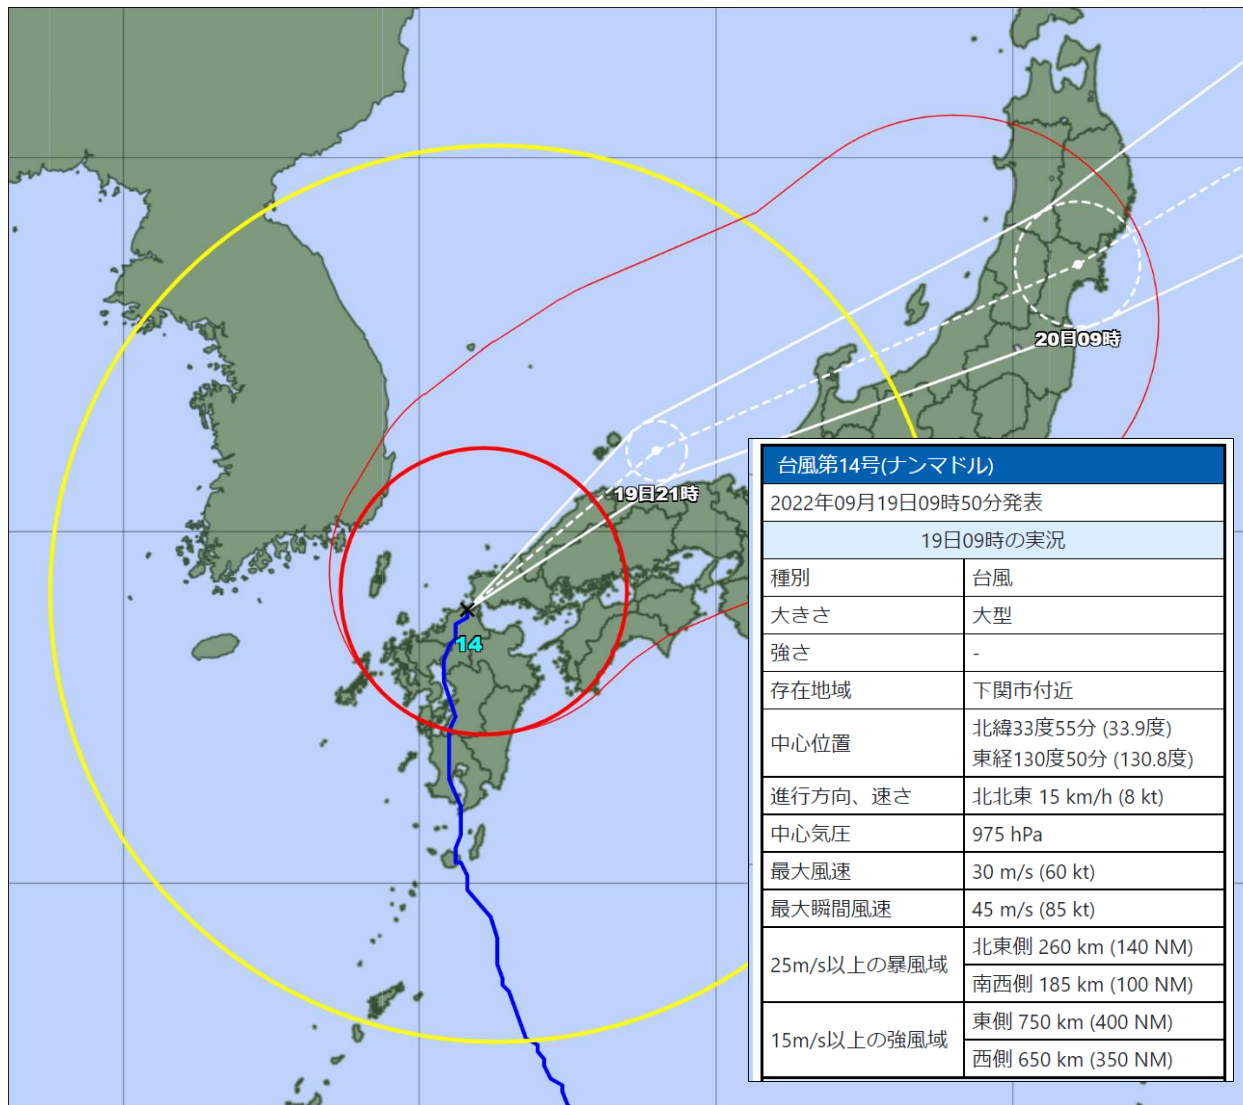 20日09時
19日21時
14
台風第14号(ナンマドル)
2022年09月19日09時50分発表
19日09時の実況
種別 台風
大きさ 大型
強さ -
存在地域 下関市付近
中心位置 北緯33度55分 (33.9度)
東経130度50分 (130.8度)
進行方向、速さ 北北東 15 km/h (8 kt)
中心気圧 975 hPa
最大風速 30 m/s (60 kt)
最大瞬間風速 45 m/s (85 kt)
25m/s以上の暴風域 北東側 260 km (140 NM)
南西側 185 km (100 NM)
15m/s以上の強風域 東側 750 km (400 NM)
西側 650 km (350 NM)